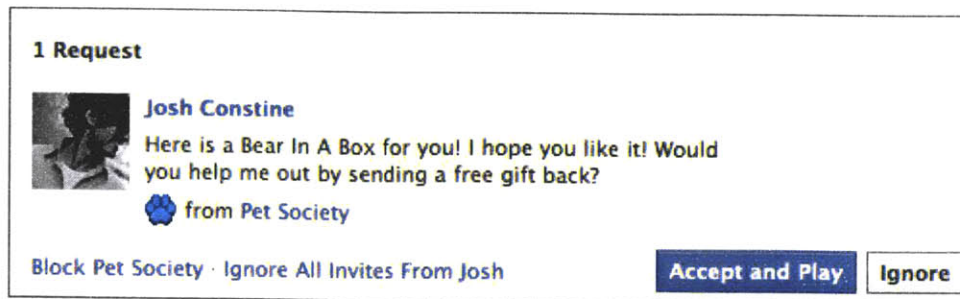 1 Request
Josh Constine
Here is a Bear In A Box for you! I hope you like it! Would
you help me out by sending a free gift back?
from Pet Society
Block Pet Society · Ignore All Invites From Josh
Accept and Play
Ignore